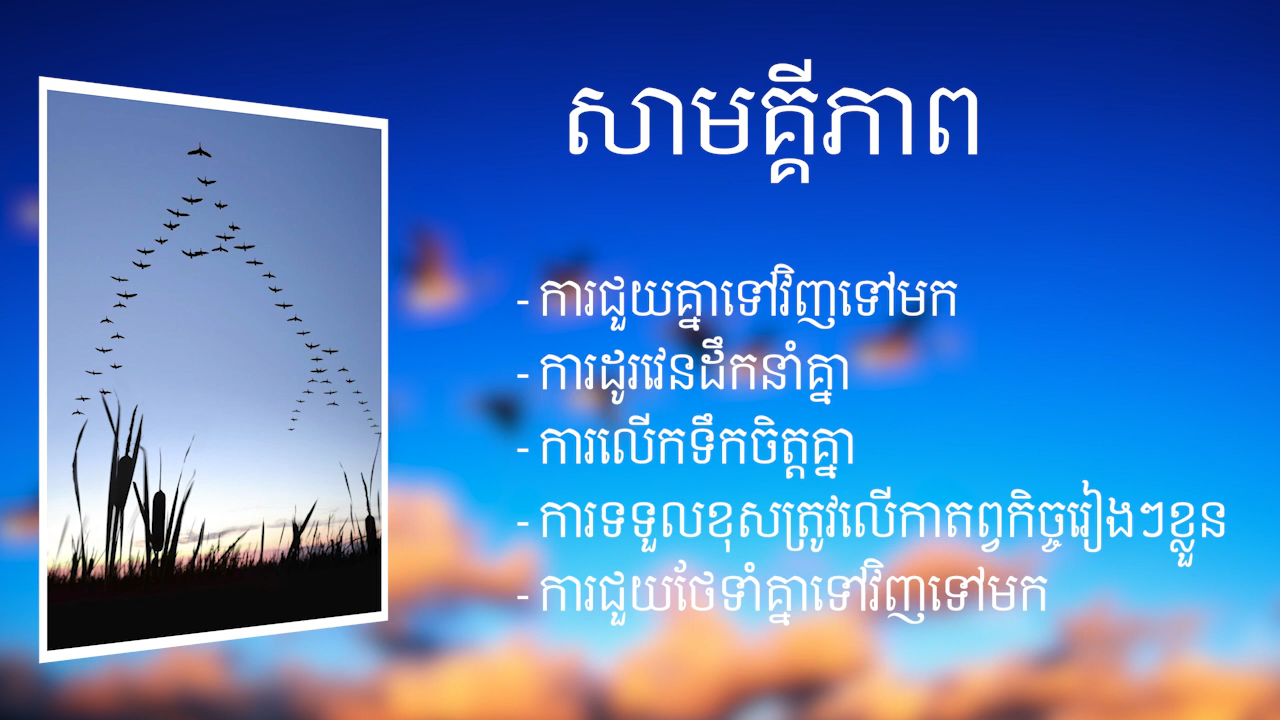 សាមគ្គីភាព
- ការជួយគ្នាទៅវិញទៅមក
- ការដូរវេនដឹកនាំគ្នា
- ការលើកទឹកចិត្តគ្នា
- ការទទួលខុសត្រូវលើកាតព្វកិច្ចរៀងៗខ្លួន
- ការជួយថែទាំគ្នាទៅវិញទៅមក